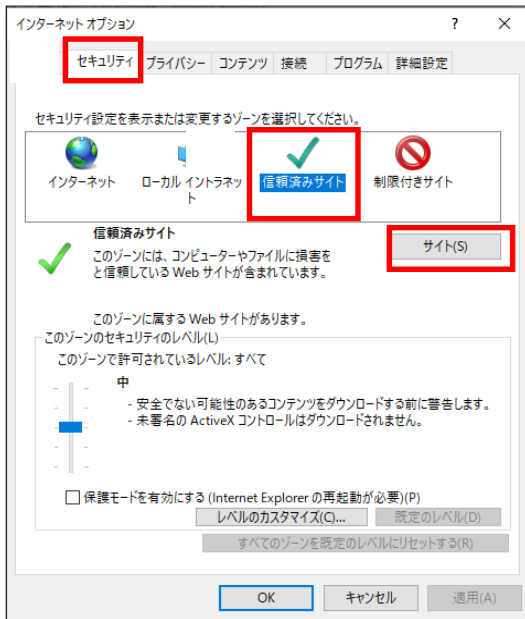 インターネット オプション ? ×
セキュリティ プライバシー コンテンツ 接続 プログラム 詳細設定
セキュリティ設定を表示または変更するゾーンを選択してください。
インターネット ローカル イントラネット 信頼済みサイト 制限付きサイト
信頼済みサイト
サイト(S)
このゾーンには、コンピューターやファイルに損害を
と信頼している Web サイトが含まれています。
このゾーンに属する Web サイトがあります。
このゾーンのセキュリティのレベル(L)
このゾーンで許可されているレベル: すべて
中
- 安全でない可能性のあるコンテンツをダウンロードする前に警告します。
- 未署名の ActiveX コントロールはダウンロードされません。
保護モードを有効にする (Internet Explorer の再起動が必要)(P)
レベルのカスタマイズ(C)... 既定のレベル(D)
すべてのゾーンを既定のレベルにリセットする(R)
OK キャンセル 適用(A)